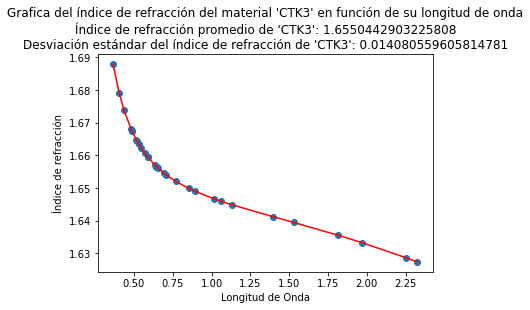 Grafica del índice de refracción del material 'CTK3' en función de su longitud de onda
Índice de refracción promedio de 'CTK3': 1.6550442903225808
Desviación estándar del índice de refracción de 'CTK3': 0.014080559605814781
1.69
1.68
1.67
1.66
1.65
1.64
1.63
Índice de refracción
0.50 0.75 1.00 1.25 1.50 1.75 2.00 2.25
Longitud de Onda